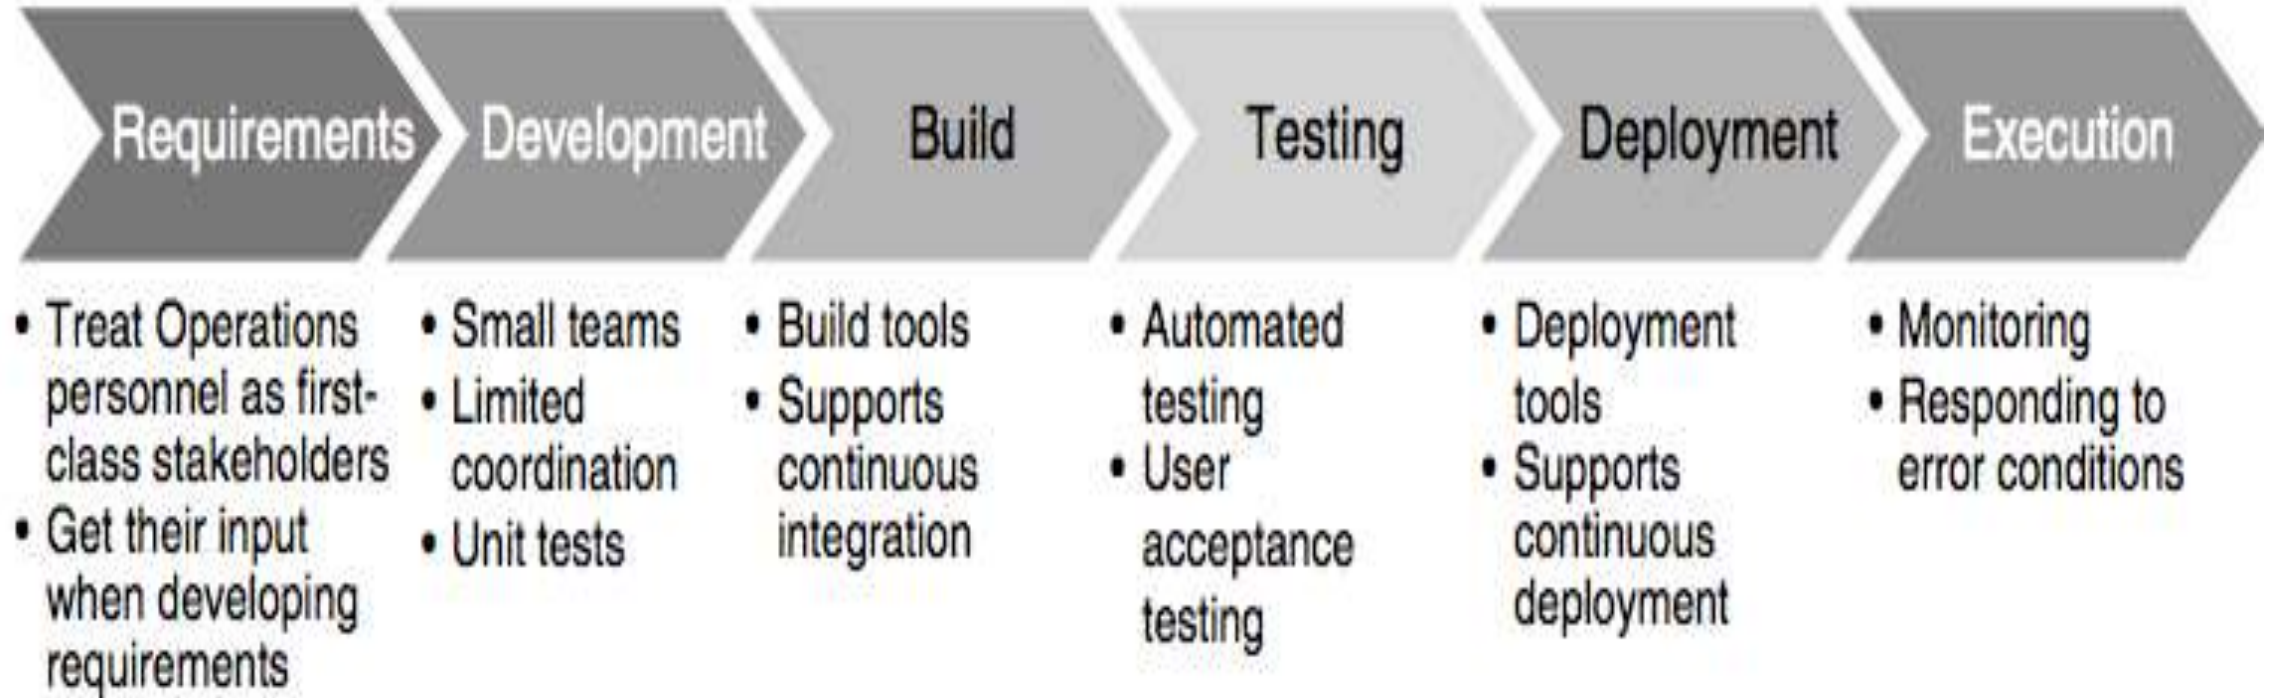 Requirements
Development
Build
Testing
Deployment
Execution
• Treat Operations
personnel as first-
class stakeholders
• Get their input
when developing
requirements
• Small teams
• Limited
coordination
• Unit tests
• Build tools
• Supports
continuous
integration
• Automated
testing
• User
acceptance
testing
• Deployment
tools
• Supports
continuous
deployment
• Monitoring
• Responding to
error conditions